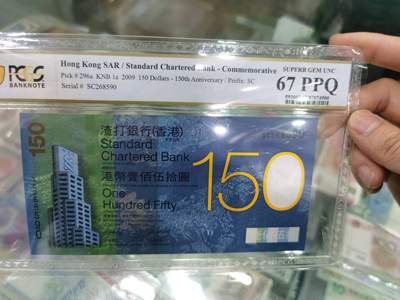 PCGS
BANKNOTE
Hong Kong SAR / Standard Chartered Bank - Commemorative
Pick # 296a KNB 1a 2009 150 Dollars - 150th Anniversary / Prefix: SC
Serial # SC268590
SUPERB GEM UNC
67 PPQ
150
渣打銀行(香港)
Standard
Chartered Bank
港幣壹佰伍拾圓
One
Hundred Fifty
SC268590
150